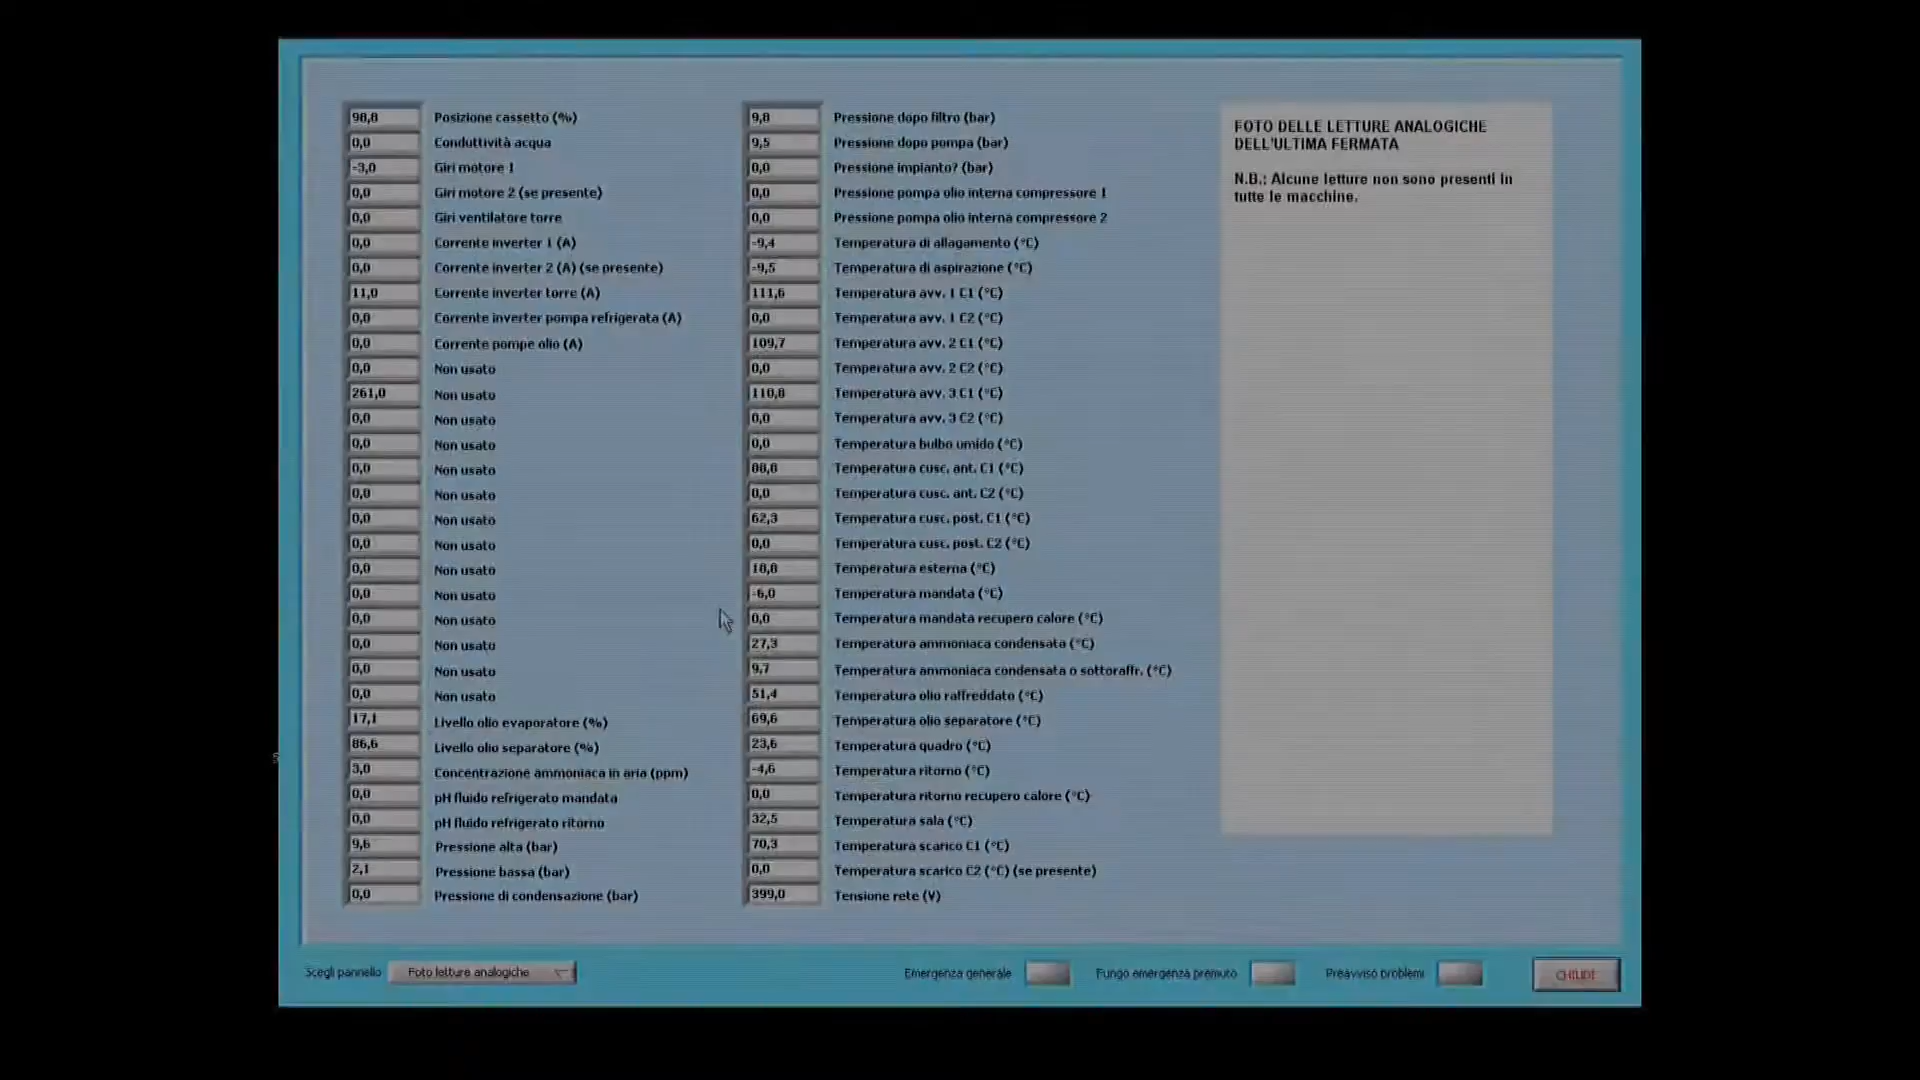 98,8 Posizione cassetto (%)
0,0 Conduttività acqua
-3,0 Giri motore 1
0,0 Giri motore 2 (se presente)
0,0 Giri ventilatore torre
0,0 Corrente inverter 1 (A)
0,0 Corrente inverter 2 (A) (se presente)
11,0 Corrente inverter torre (A)
0,0 Corrente inverter pompa refrigerata (A)
0,0 Corrente pompe olio (A)
0,0 Non usato
261,0 Non usato
0,0 Non usato
0,0 Non usato
0,0 Non usato
0,0 Non usato
0,0 Non usato
0,0 Non usato
0,0 Non usato
0,0 Non usato
0,0 Non usato
0,0 Non usato
0,0 Non usato
0,0 Non usato
17,1 Livello olio evaporatore (%)
86,6 Livello olio separatore (%)
3,0 Concentrazione ammoniaca in aria (ppm)
0,0 pH fluido refrigerato mandata
0,0 pH fluido refrigerato ritorno
9,6 Pressione alta (bar)
2,1 Pressione bassa (bar)
0,0 Pressione di condensazione (bar)
9,8 Pressione dopo filtro (bar)
9,5 Pressione dopo pompa (bar)
0,0 Pressione impianto? (bar)
0,0 Pressione pompa olio interna compressore 1
0,0 Pressione pompa olio interna compressore 2
-9,4 Temperatura di allagamento (°C)
-9,5 Temperatura di aspirazione (°C)
111,6 Temperatura avv. 1 C1 (°C)
0,0 Temperatura avv. 1 C2 (°C)
109,7 Temperatura avv. 2 C1 (°C)
0,0 Temperatura avv. 2 C2 (°C)
110,8 Temperatura avv. 3 C1 (°C)
0,0 Temperatura avv. 3 C2 (°C)
0,0 Temperatura bulbo umido (°C)
88,8 Temperatura cusc. ant. C1 (°C)
0,0 Temperatura cusc. ant. C2 (°C)
62,3 Temperatura cusc. post. C1 (°C)
0,0 Temperatura cusc. post. C2 (°C)
18,8 Temperatura esterna (°C)
-6,0 Temperatura mandata (°C)
0,0 Temperatura mandata recupero calore (°C)
27,3 Temperatura ammoniaca condensata (°C)
9,7 Temperatura ammoniaca condensata o sottoraffr. (°C)
51,4 Temperatura olio raffreddato (°C)
69,6 Temperatura olio separatore (°C)
23,6 Temperatura quadro (°C)
-4,6 Temperatura ritorno (°C)
0,0 Temperatura ritorno recupero calore (°C)
32,5 Temperatura sala (°C)
70,3 Temperatura scarico C1 (°C)
0,0 Temperatura scarico C2 (°C) (se presente)
399,0 Tensione rete (V)
FOTO DELLE LETTURE ANALOGICHE
DELL'ULTIMA FERMATA
N.B.: Alcune letture non sono presenti in
tutte le macchine.
Scegli pannello Foto letture analogiche Emergenza generale Fungo emergenza premuto Preavviso problemi CHIUDI